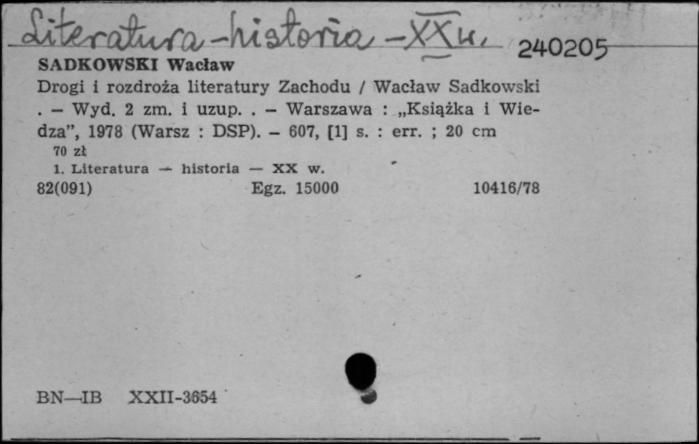 Literatura - historia - XX w.
240205
SADKOWSKI Wacław
Drogi i rozdroża literatury Zachodu / Wacław Sadkowski
. — Wyd. 2 zm. i uzup. . — Warszawa : „Książka i Wie-
dza”, 1978 (Warsz : DSP). — 607, [1] s. : err. ; 20 cm
70 zł
1. Literatura — historia — XX w.
82(091) Egz. 15000 10416/78
BN—IB XXII-3654